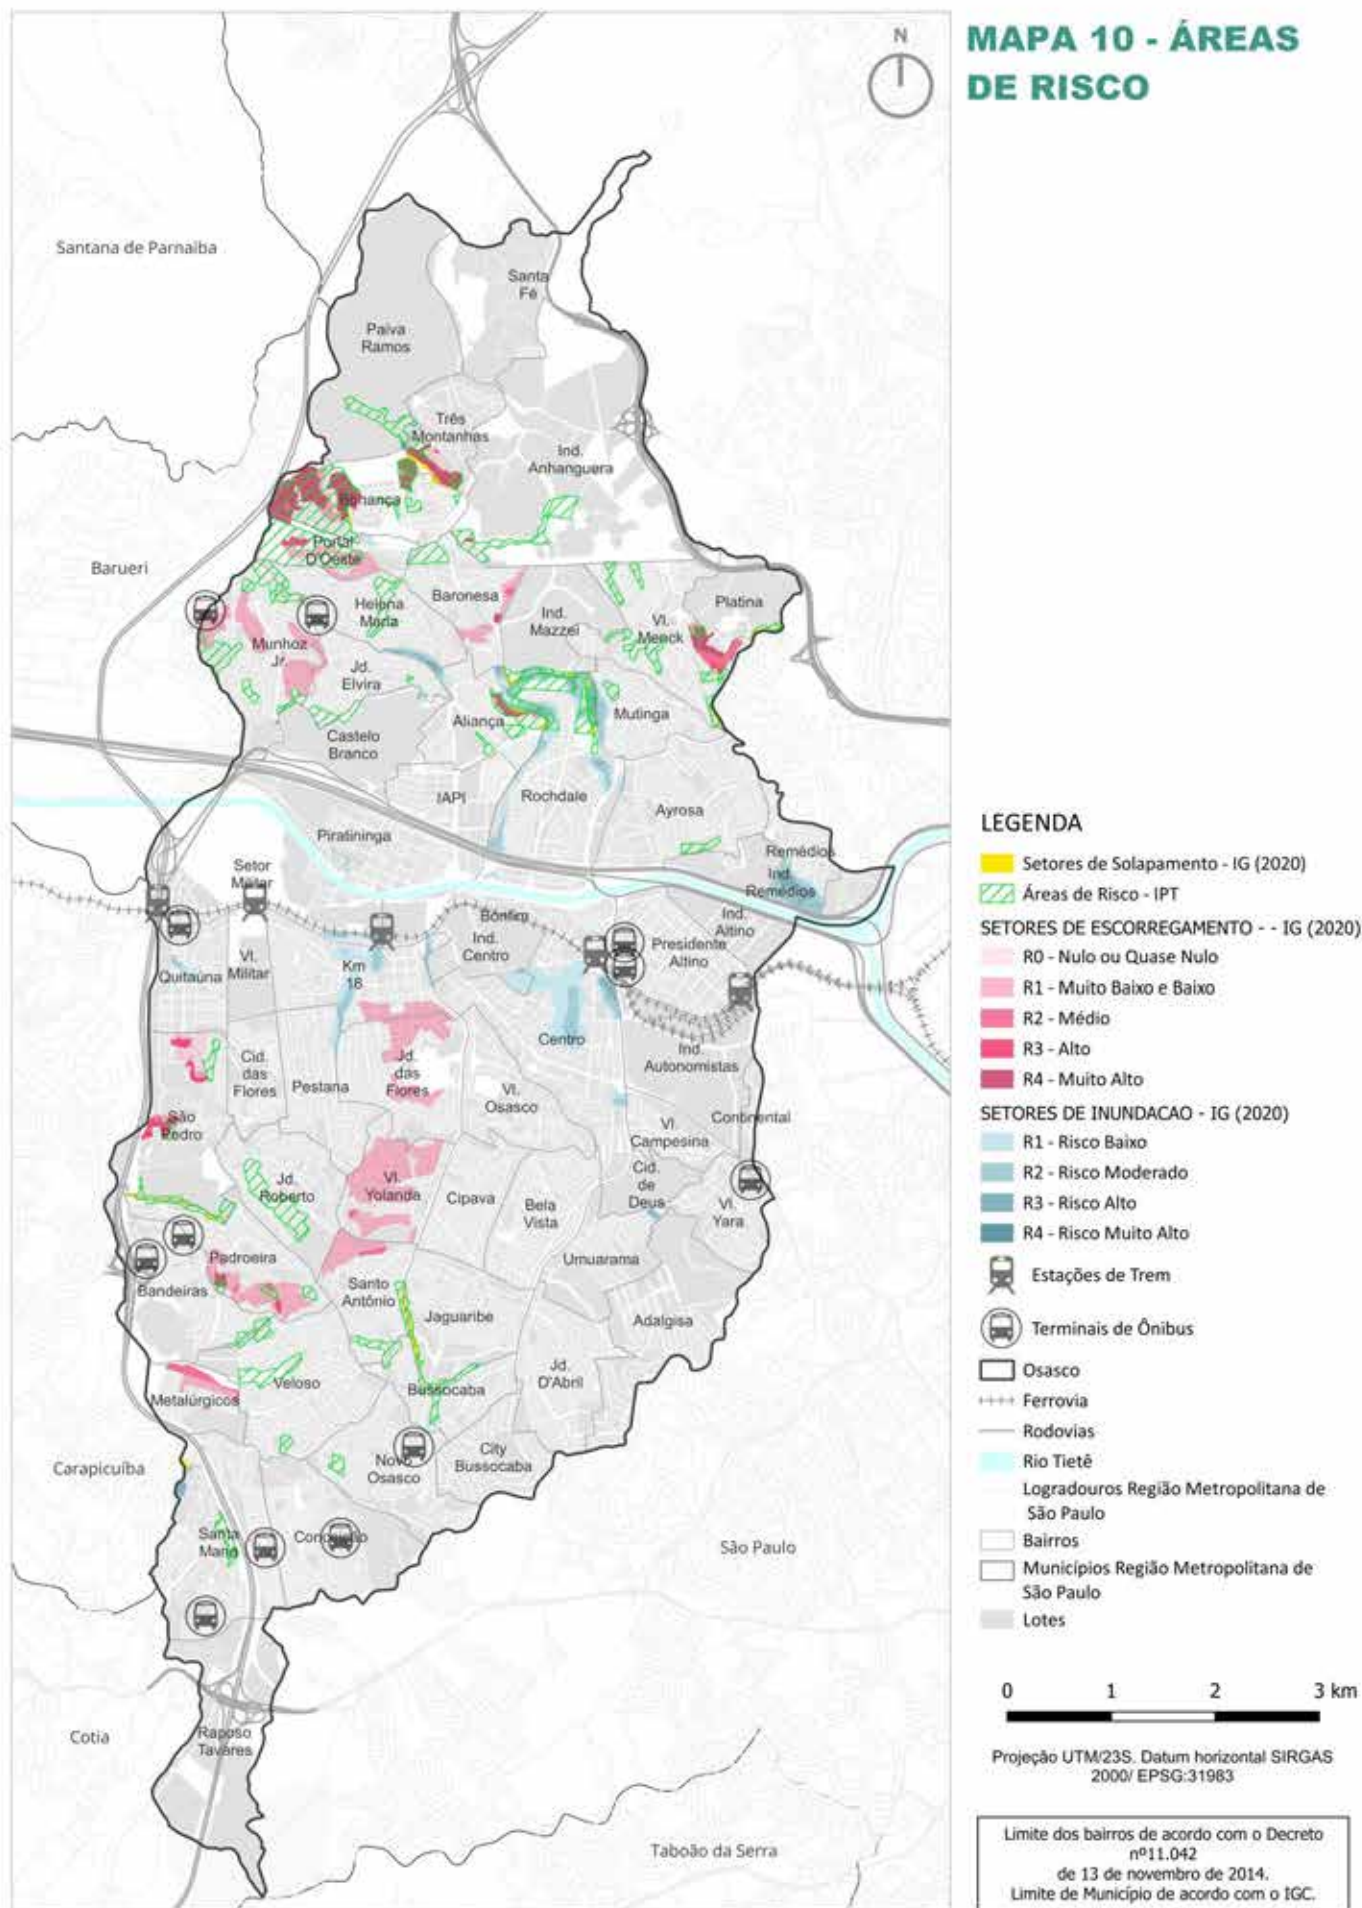 MAPA 10 - ÁREAS
DE RISCO
N
Santana de Parnaíba
Santa
Fé
Paiva
Ramos
Três
Montanhas
Ind.
Anhanguera
Bonança
Portal
D'Oeste
Barueri
Baronesa
Helena
Maria
Ind.
Mazzei
Vl.
Menck
Platina
Munhoz
Jr.
Jd.
Elvira
Aliança
Mutinga
Castelo
Branco
IAPI
Rochdale
Ayrosa
Piratininga
Remédios
Ind.
Remédios
Setor
Militar
Bonfim
Ind.
Centro
Ind.
Altino
Presidente
Altino
Quitaúna
Vl.
Militar
Km
18
Centro
Ind.
Autonomistas
Cid.
das
Flores
Pestana
Jd.
das
Flores
Vl.
Osasco
São
Pedro
Vl.
Campesina
Continental
Jd.
Roberto
Vl.
Yolanda
Cipava
Bela
Vista
Cid.
de
Deus
Vl.
Yara
Padroeira
Umuarama
Bandeiras
Santo
Antônio
Jaguaribe
Adalgisa
Jd.
D'Abril
Veloso
Bussocaba
Metalúrgicos
Carapicuíba
Novo
Osasco
City
Bussocaba
Santa
Maria
Conceição
São Paulo
Cotia
Raposo
Tavares
Taboão da Serra
LEGENDA
Setores de Solapamento - IG (2020)
Áreas de Risco - IPT
SETORES DE ESCORREGAMENTO - - IG (2020)
R0 - Nulo ou Quase Nulo
R1 - Muito Baixo e Baixo
R2 - Médio
R3 - Alto
R4 - Muito Alto
SETORES DE INUNDACAO - IG (2020)
R1 - Risco Baixo
R2 - Risco Moderado
R3 - Risco Alto
R4 - Risco Muito Alto
Estações de Trem
Terminais de Ônibus
Osasco
Ferrovia
Rodovias
Rio Tietê
Logradouros Região Metropolitana de
São Paulo
Bairros
Municípios Região Metropolitana de
São Paulo
Lotes
0 1 2 3 km
Projeção UTM/23S. Datum horizontal SIRGAS
2000/ EPSG:31983
Limite dos bairros de acordo com o Decreto
nº11.042
de 13 de novembro de 2014.
Limite de Município de acordo com o IGC.